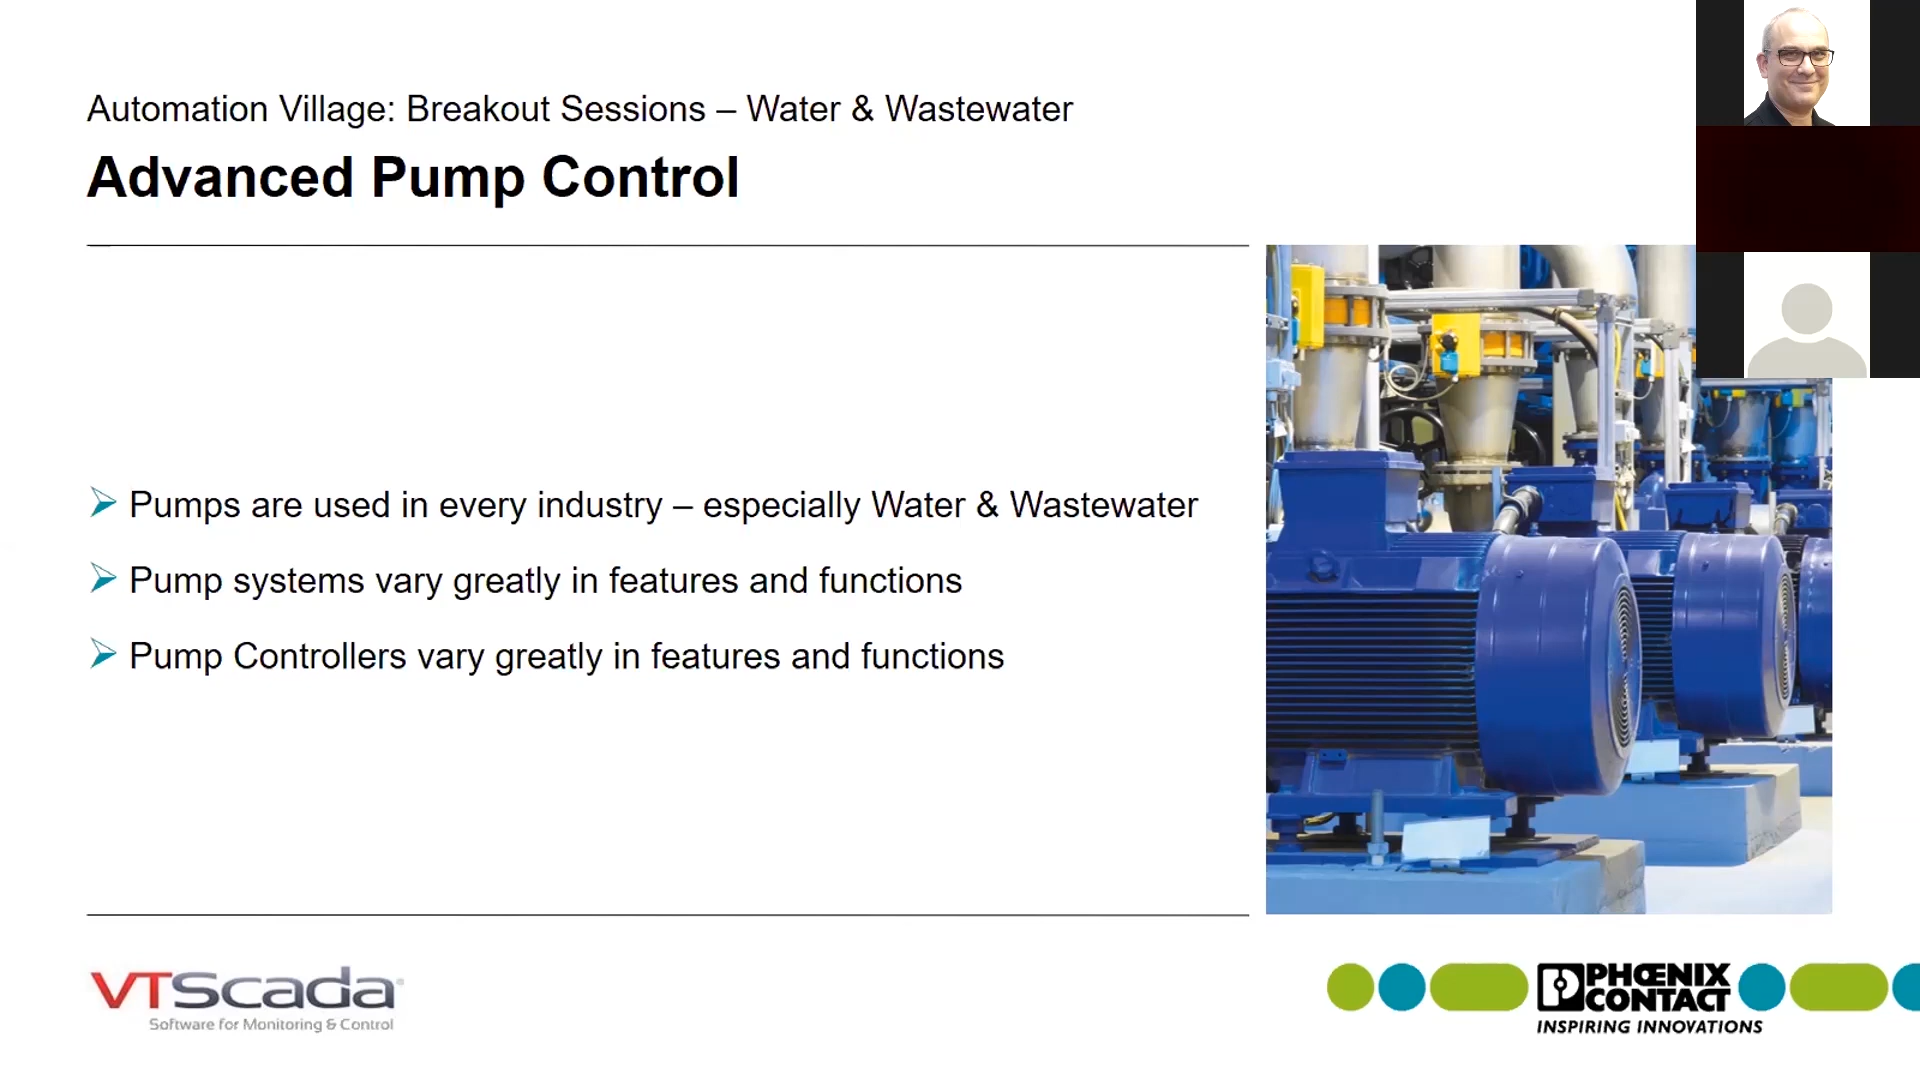 Automation Village: Breakout Sessions – Water & Wastewater
Advanced Pump Control
Pumps are used in every industry – especially Water & Wastewater
Pump systems vary greatly in features and functions
Pump Controllers vary greatly in features and functions
VTScada
Software for Monitoring & Control
PHŒNIX
CONTACT
INSPIRING INNOVATIONS